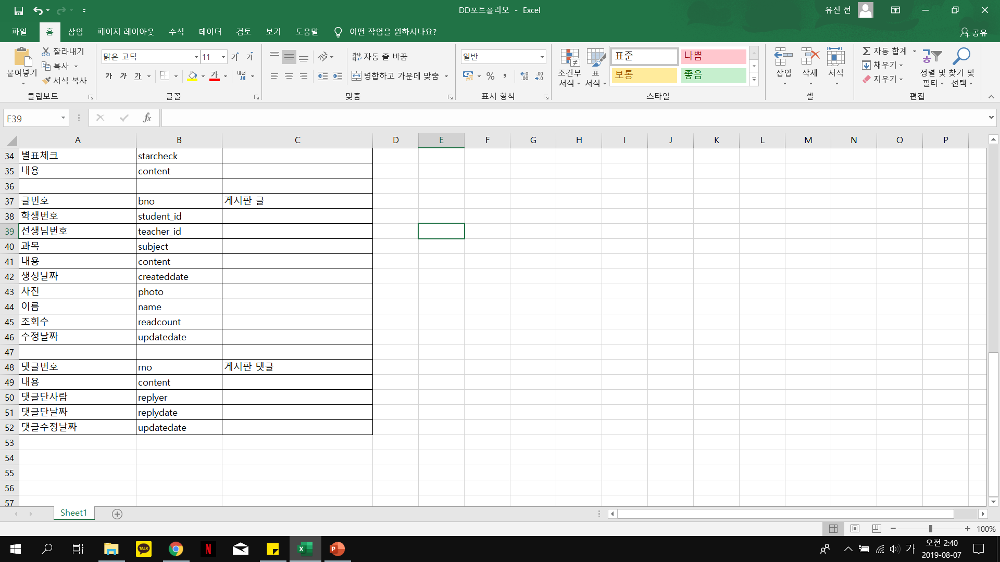 DD포트폴리오 - Excel
유진 전
파일 홈 삽입 페이지 레이아웃 수식 데이터 검토 보기 도움말 어떤 작업을 원하시나요? 공유
붙여넣기
잘라내기
복사
서식 복사
클립보드
맑은 고딕 11 가 가
가 가 가 가 내천
글꼴
자동 줄 바꿈
병합하고 가운데 맞춤
맞춤
일반
표시 형식
조건부 서식
표 서식
표준 나쁨
보통 좋음
스타일
삽입 삭제 서식
셀
자동 합계
채우기
지우기
정렬 및 필터
찾기 및 선택
편집
E39 fx
A B C D E F G H I J K L M N O P
34 별표체크 starcheck
35 내용 content
36
37 글번호 bno 게시판 글
38 학생번호 student_id
39 선생님번호 teacher_id
40 과목 subject
41 내용 content
42 생성날짜 createddate
43 사진 photo
44 이름 name
45 조회수 readcount
46 수정날짜 updatedate
47
48 댓글번호 rno 게시판 댓글
49 내용 content
50 댓글단사람 replyer
51 댓글단날짜 replydate
52 댓글수정날짜 updatedate
53
54
55
56
57
Sheet1
100%
TALK
N
가
오전 2:40
2019-08-07